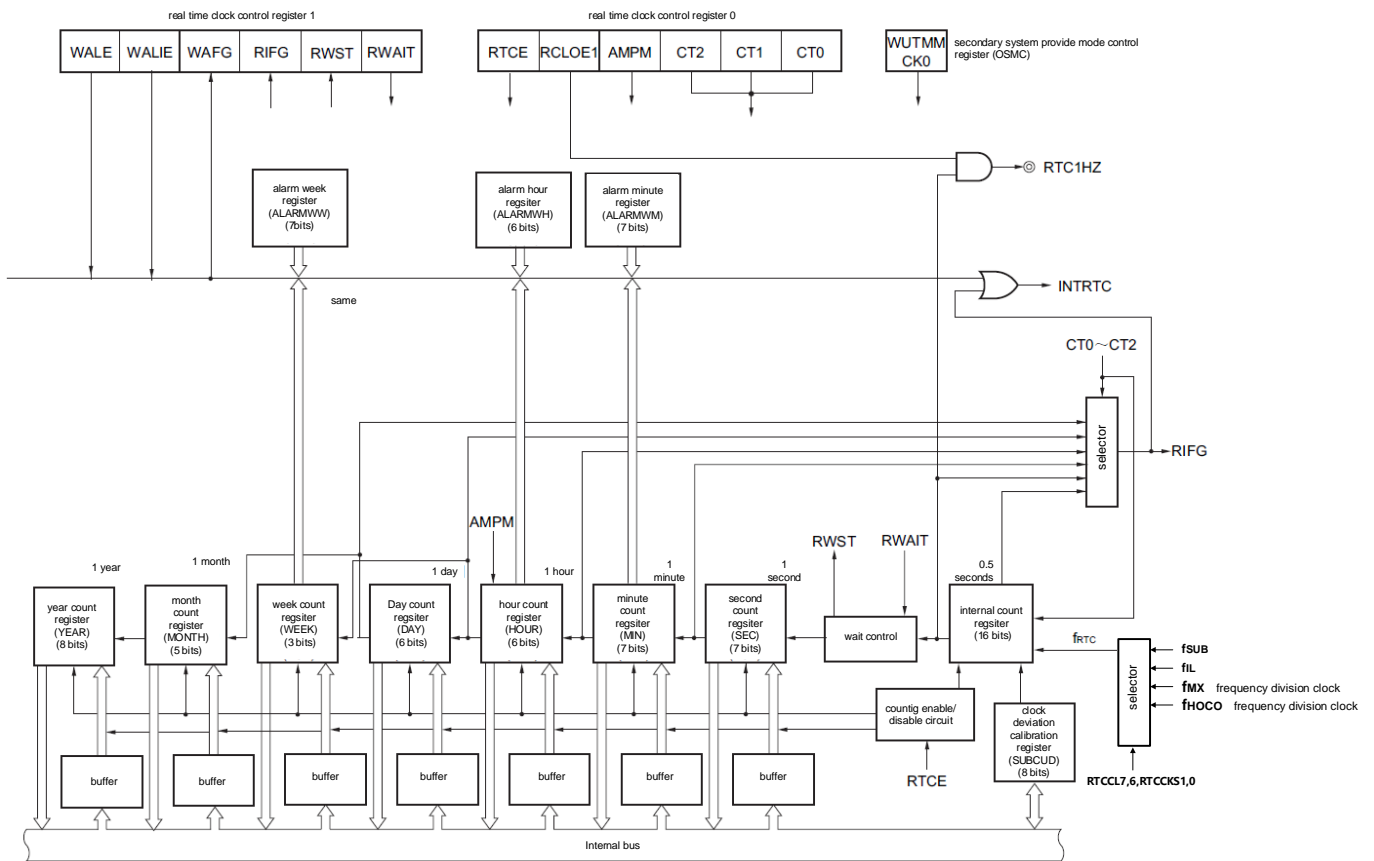 real time clock control register 1
real time clock control register 0
WALE WALIE WAFG RIFG RWST RWAIT
RTCE RCLOE1 AMPM CT2 CT1 CT0
WUTMM
CK0
secondary system provide mode control
register (OSMC)
RTC1HZ
alarm week
register
(ALARMWW)
(7bits)
alarm hour
regsiter
(ALARMWH)
(6 bits)
alarm minute
register
(ALARMWM)
(7 bits)
INTRTC
same
CT0～CT2
selector
RIFG
AMPM
RWST
RWAIT
1 year
1 month
1 day
1 hour
1
minute
1
second
0.5
seconds
year count
register
(YEAR)
(8 bits)
month
count
register
(MONTH)
(5 bits)
week count
regsiter
(WEEK)
(3 bits)
Day count
regsiter
(DAY)
(6 bits)
hour count
register
(HOUR)
(6 bits)
minute
count
regsiter
(MIN)
(7 bits)
second
count
regsiter
(SEC)
(7 bits)
wait control
internal count
regsiter
(16 bits)
fRTC
selector
fSUB
fIL
fMX frequency division clock
fHOCO frequency division clock
RTCCL7,6,RTCCKS1,0
countig enable/
disable circuit
RTCE
clock
deviation
calibration
register
(SUBCUD)
(8 bits)
buffer
buffer
buffer
buffer
buffer
buffer
buffer
Internal bus